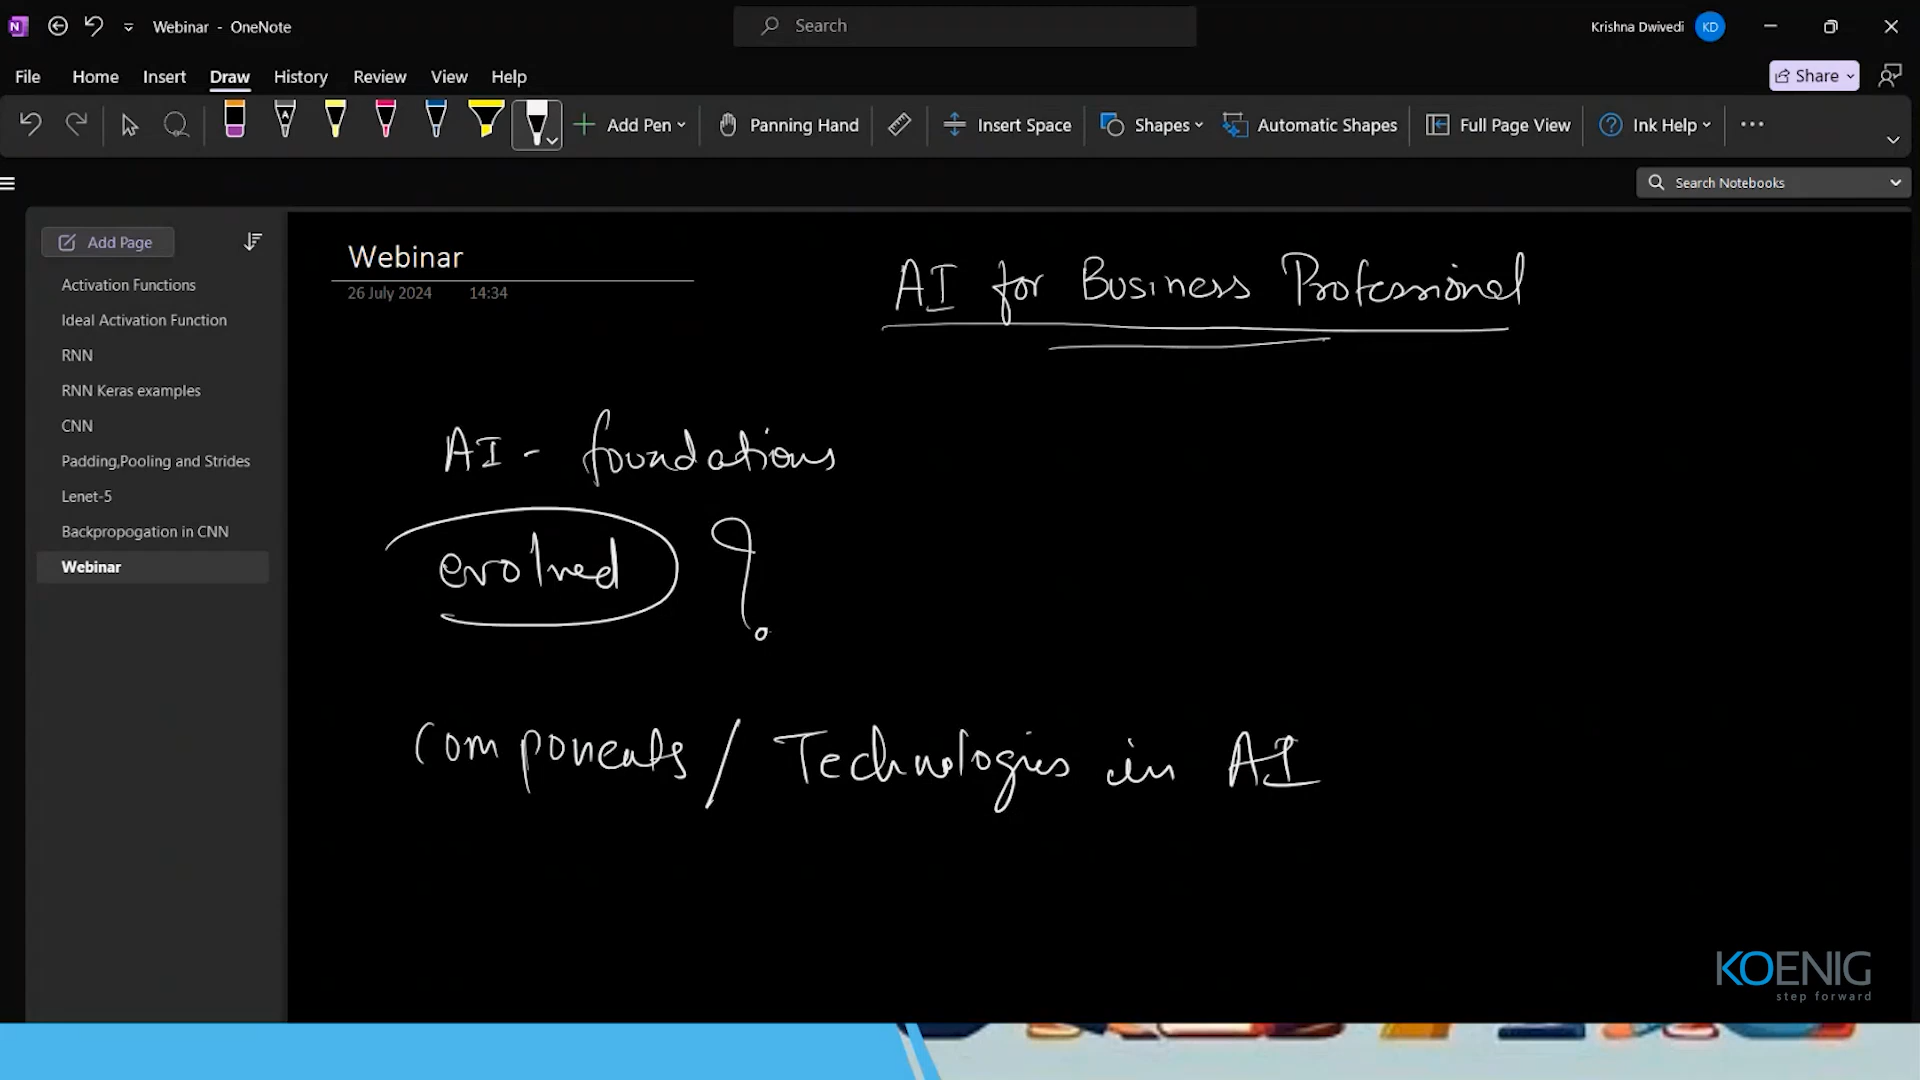 Webinar - OneNote
Search
Krishna Dwivedi KD
File Home Insert Draw History Review View Help
Share
Add Pen Panning Hand Insert Space Shapes Automatic Shapes Full Page View Ink Help
Search Notebooks
Add Page
Activation Functions
Ideal Activation Function
RNN
RNN Keras examples
CNN
Padding,Pooling and Strides
Lenet-5
Backpropogation in CNN
Webinar
Webinar
26 July 2024 14:34
AI for Business Professional
AI - foundations
evolved ?
Components / Technologies in AI
KOENIG
step forward